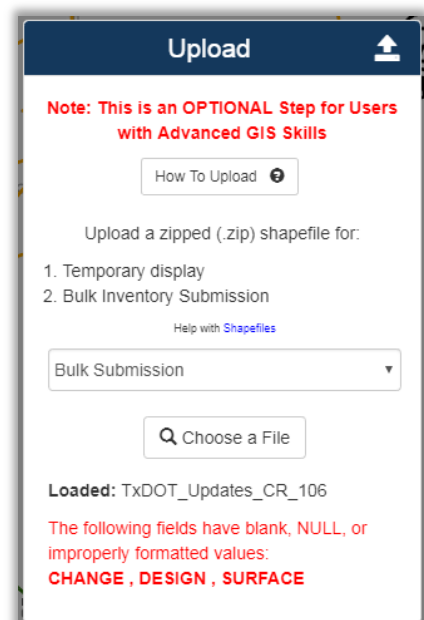 Upload
Note: This is an OPTIONAL Step for Users
with Advanced GIS Skills
How To Upload
Upload a zipped (.zip) shapefile for:
1. Temporary display
2. Bulk Inventory Submission
Help with Shapefiles
Bulk Submission
Choose a File
Loaded: TxDOT_Updates_CR_106
The following fields have blank, NULL, or
improperly formatted values:
CHANGE , DESIGN , SURFACE